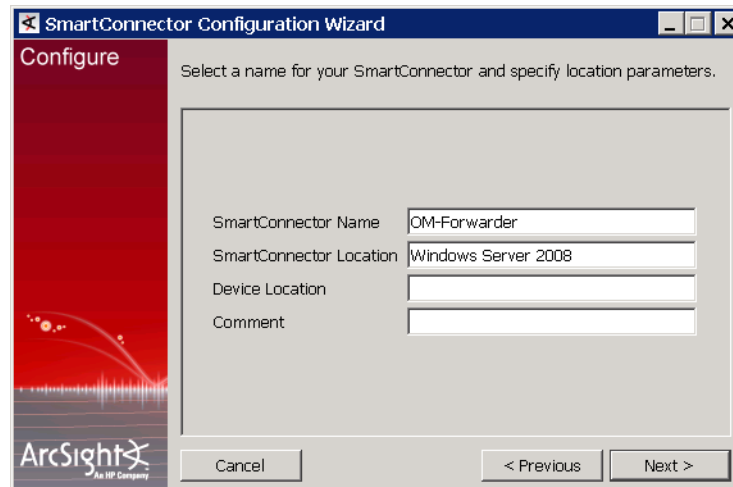 SmartConnector Configuration Wizard
Configure
Select a name for your SmartConnector and specify location parameters.
SmartConnector Name OM-Forwarder
SmartConnector Location Windows Server 2008
Device Location
Comment
ArcSight
An HP Company
Cancel < Previous Next >